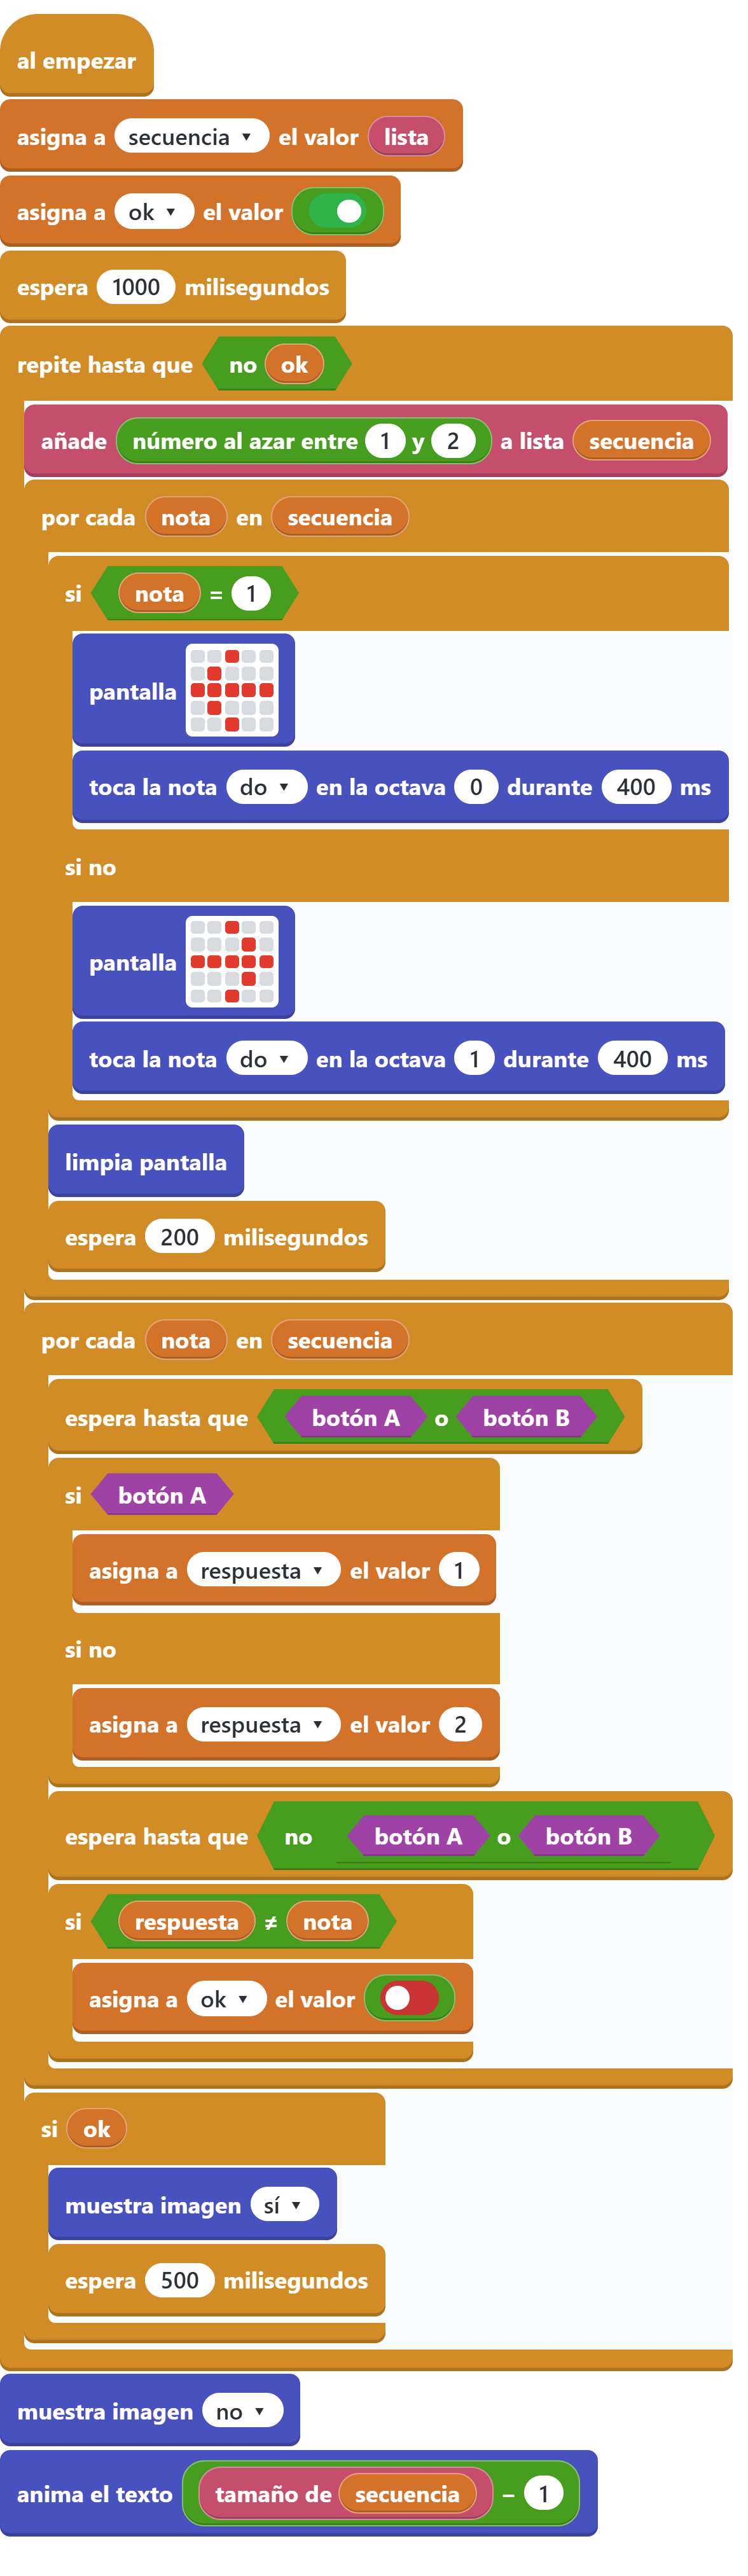 al empezar
asigna a secuencia el valor lista
asigna a ok el valor
espera 1000 milisegundos
repite hasta que no ok
añade número al azar entre 1 y 2 a lista secuencia
por cada nota en secuencia
si nota = 1
pantalla
toca la nota do en la octava 0 durante 400 ms
si no
pantalla
toca la nota do en la octava 1 durante 400 ms
limpia pantalla
espera 200 milisegundos
por cada nota en secuencia
espera hasta que botón A o botón B
si botón A
asigna a respuesta el valor 1
si no
asigna a respuesta el valor 2
espera hasta que no botón A o botón B
si respuesta ≠ nota
asigna a ok el valor
si ok
muestra imagen sí
espera 500 milisegundos
muestra imagen no
anima el texto tamaño de secuencia - 1